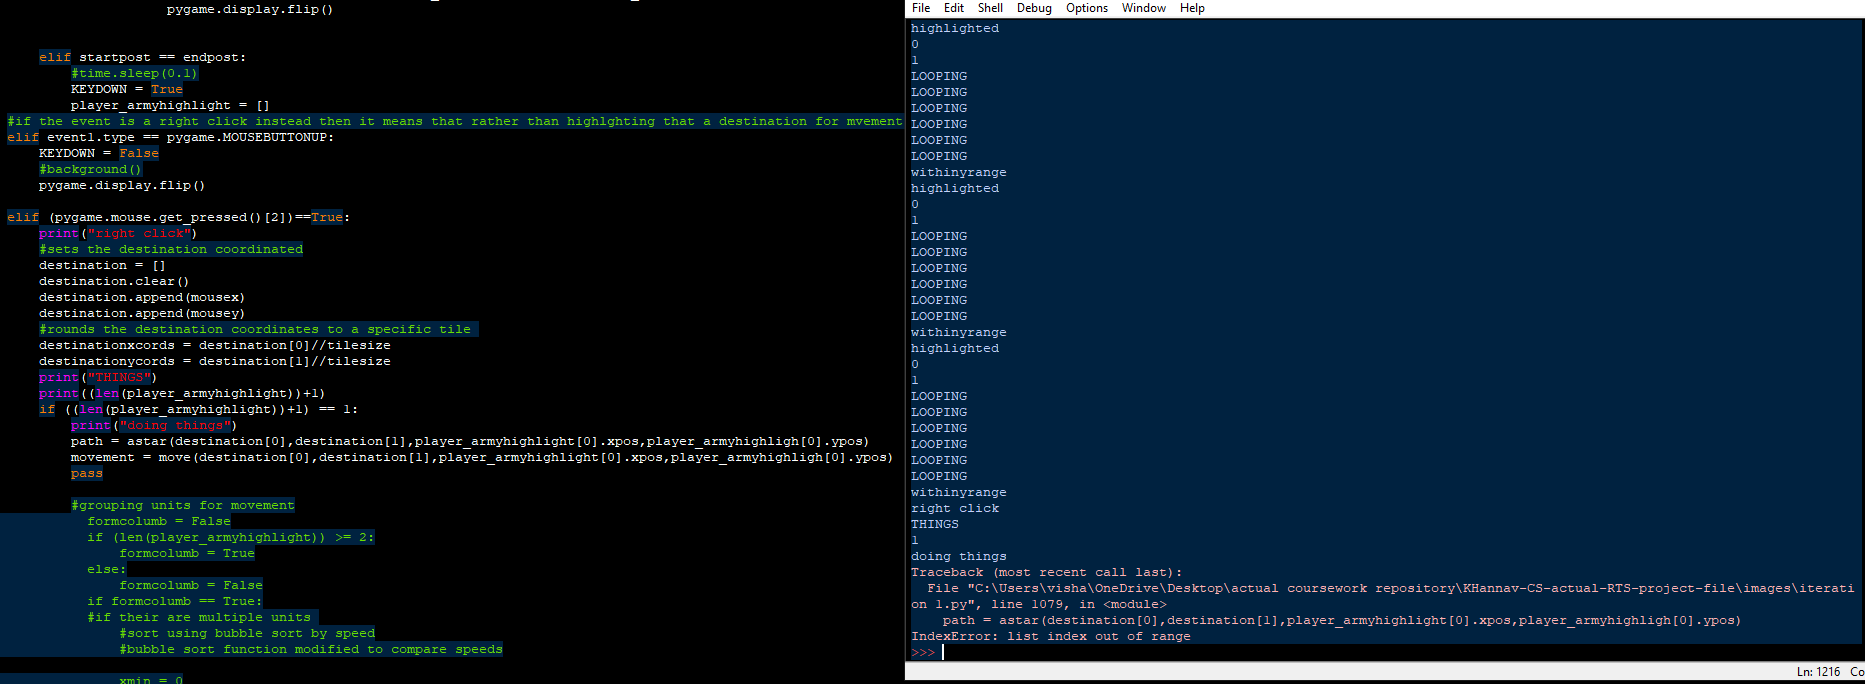 pygame.display.flip()
elif startpost == endpost:
#time.sleep(0.1)
KEYDOWN = True
player_armyhighlight = []
#if the event is a right click instead then it means that rather than highlghting that a destination for mvement
elif event1.type == pygame.MOUSEBUTTONUP:
KEYDOWN = False
#background()
pygame.display.flip()
elif (pygame.mouse.get_pressed()[2])==True:
print("right click")
#sets the destination coordinated
destination = []
destination.clear()
destination.append(mousex)
destination.append(mousey)
#rounds the destination coordinates to a specific tile
destinationxcords = destination[0]//tilesize
destinationycords = destination[1]//tilesize
print("THINGS")
print((len(player_armyhighlight))+1)
if ((len(player_armyhighlight))+1) == 1:
print("doing things")
path = astar(destination[0],destination[1],player_armyhighlight[0].xpos,player_armyhighligh[0].ypos)
movement = move(destination[0],destination[1],player_armyhighlight[0].xpos,player_armyhighligh[0].ypos)
pass
#grouping units for movement
formcolumb = False
if (len(player_armyhighlight)) >= 2:
formcolumb = True
else:
formcolumb = False
if formcolumb == True:
#if their are multiple units
#sort using bubble sort by speed
#bubble sort function modified to compare speeds
xmin = 0
File Edit Shell Debug Options Window Help
highlighted
0
1
LOOPING
LOOPING
LOOPING
LOOPING
LOOPING
LOOPING
withinyrange
highlighted
0
1
LOOPING
LOOPING
LOOPING
LOOPING
LOOPING
LOOPING
withinyrange
highlighted
0
1
LOOPING
LOOPING
LOOPING
LOOPING
LOOPING
LOOPING
withinyrange
right click
THINGS
1
doing things
Traceback (most recent call last):
File "C:\Users\visha\OneDrive\Desktop\actual coursework repository\KHannav-CS-actual-RTS-project-file\images\iterati
on 1.py", line 1079, in <module>
path = astar(destination[0],destination[1],player_armyhighlight[0].xpos,player_armyhighligh[0].ypos)
IndexError: list index out of range
>>>
Ln: 1216 Co